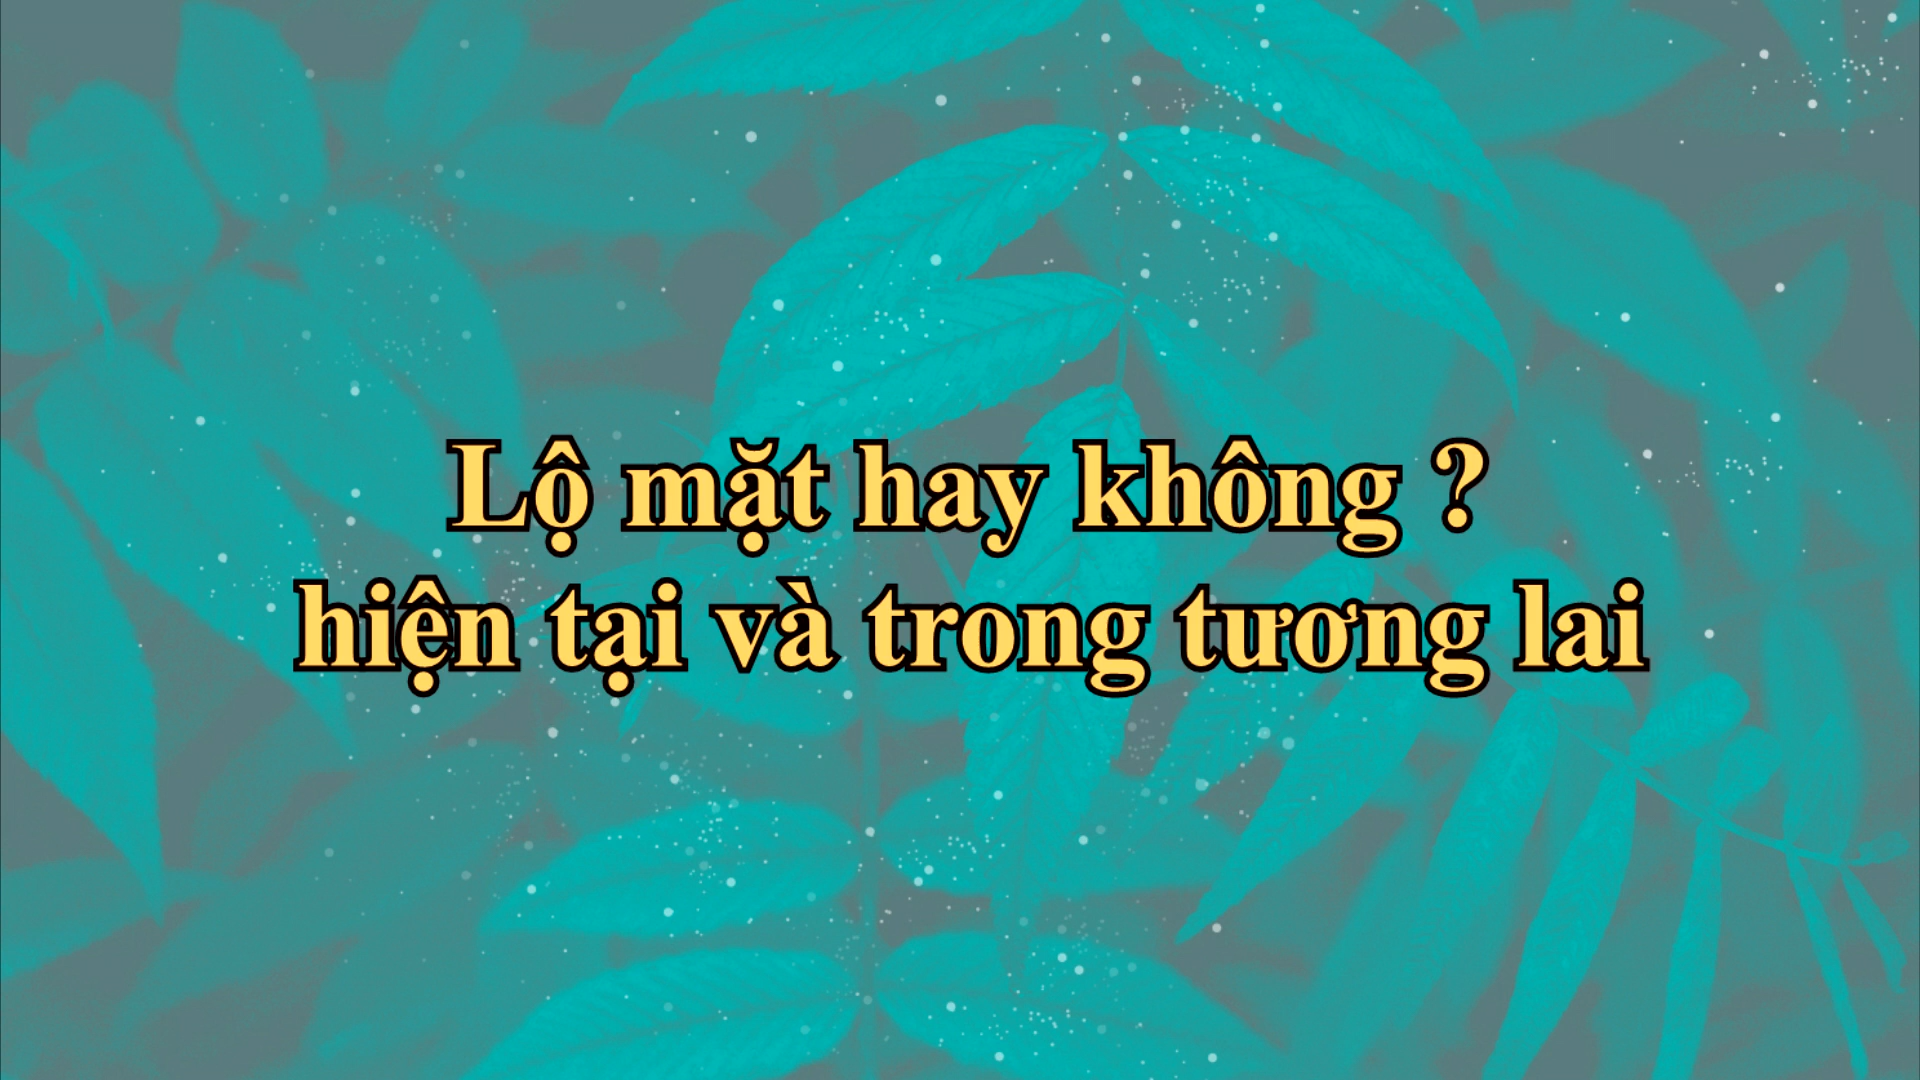 Lộ mặt hay không ?
hiện tại và trong tương lai